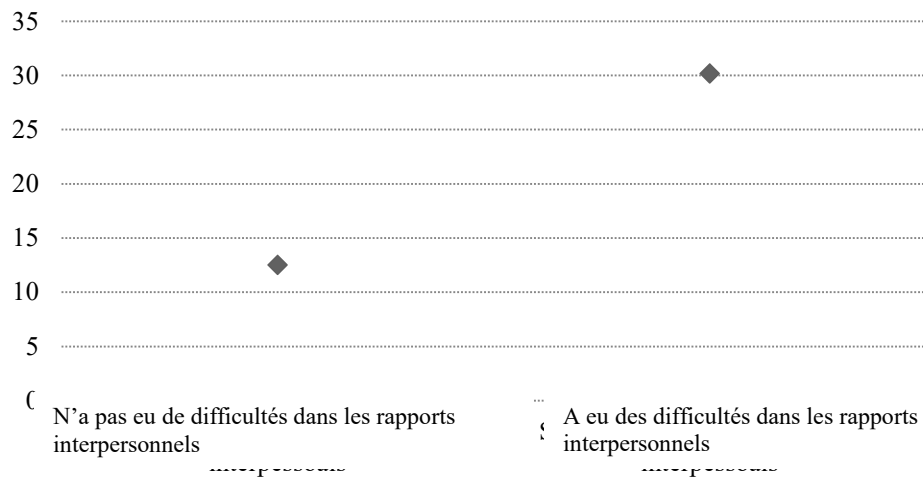 35
30
25
20
15
10
5
N’a pas eu de difficultés dans les rapports
interpersonnels
A eu des difficultés dans les rapports
interpersonnels